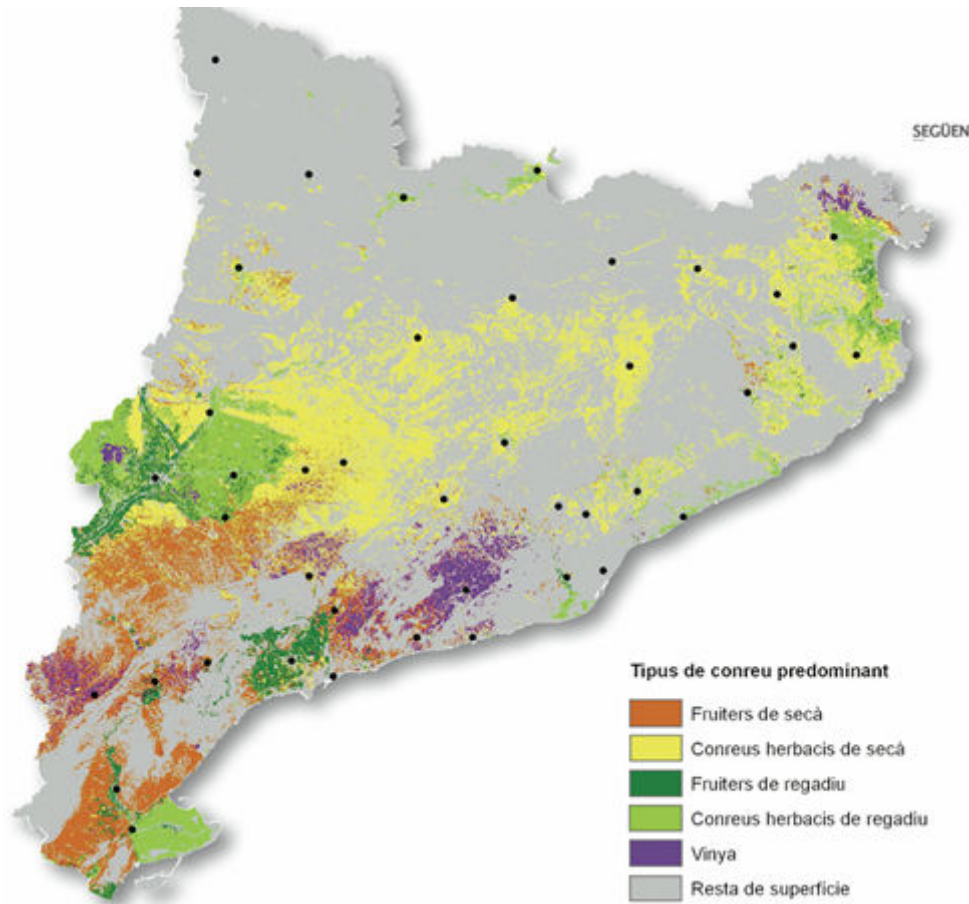 SEGÜEN
Tipus de conreu predominant
Fruiters de secà
Conreus herbacis de secà
Fruiters de regadiu
Conreus herbacis de regadiu
Vinya
Resta de superfície